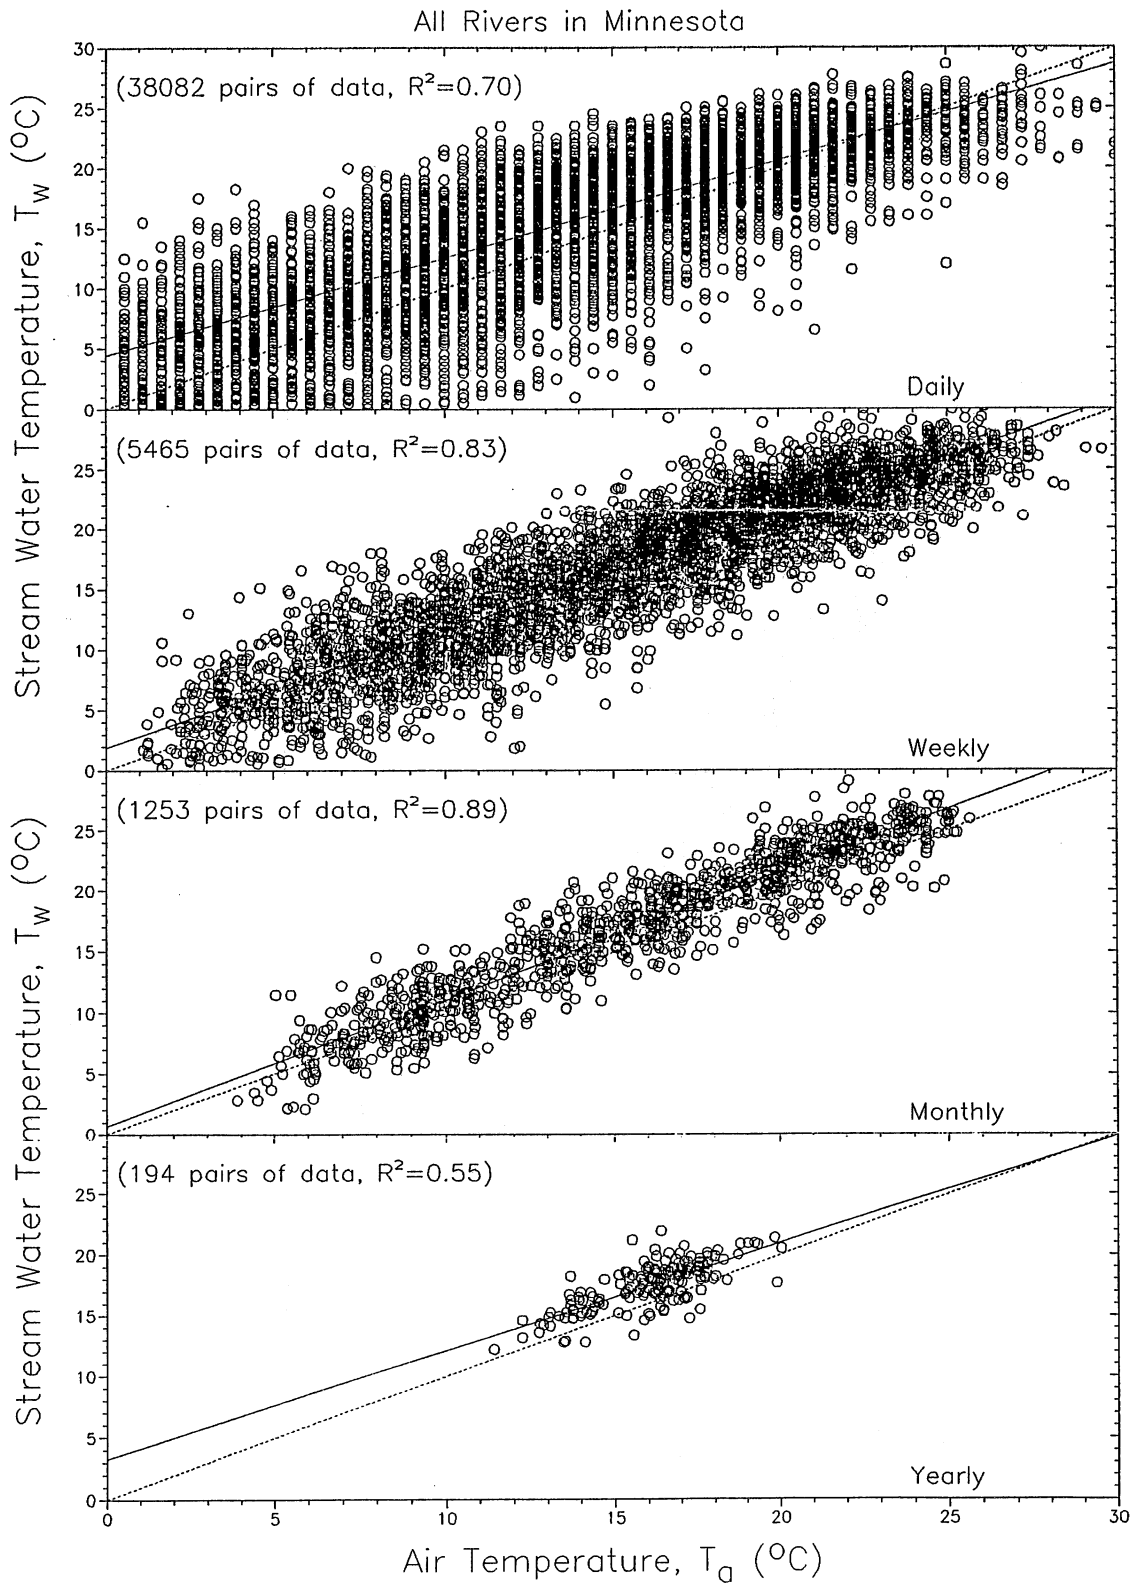 All Rivers in Minnesota
Stream Water Temperature, Tw (°C)
30
25
20
15
10
5
0
(38082 pairs of data, R²=0.70)
Daily
25
20
15
10
5
0
(5465 pairs of data, R²=0.83)
Weekly
Stream Water Temperature, Tw (°C)
25
20
15
10
5
0
(1253 pairs of data, R²=0.89)
Monthly
25
20
15
10
5
0
(194 pairs of data, R²=0.55)
Yearly
0 5 10 15 20 25 30
Air Temperature, Ta (°C)